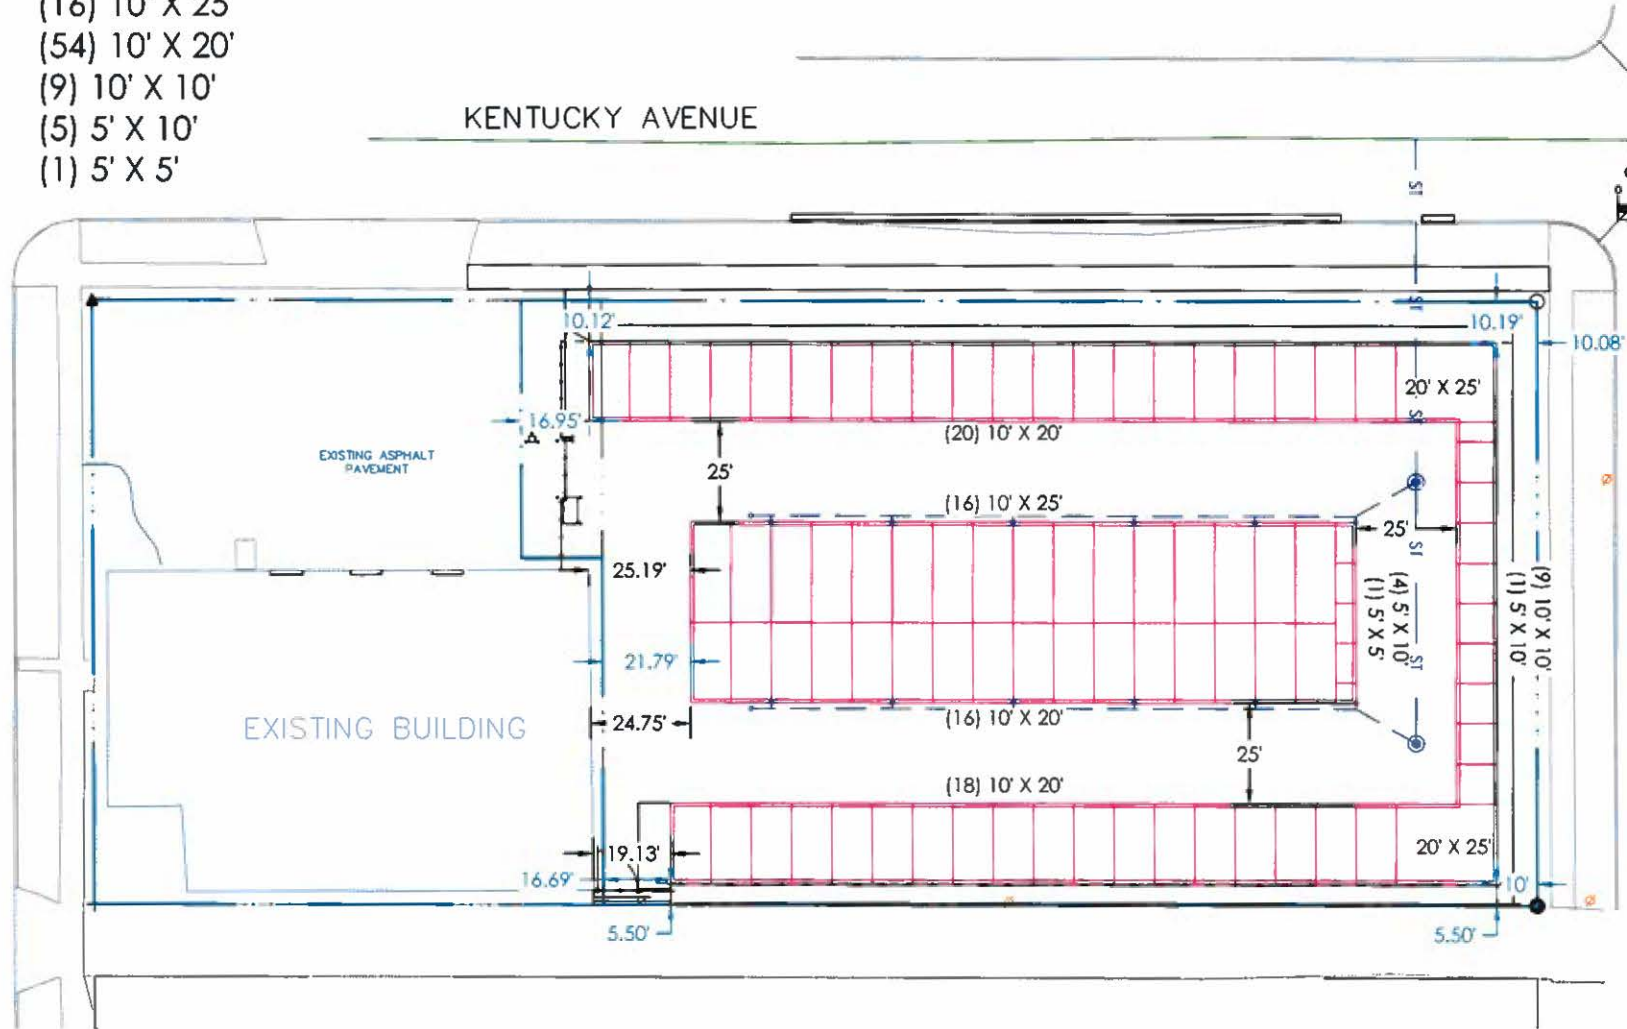 (16) 10' X 25'
(54) 10' X 20'
(9) 10' X 10'
(5) 5' X 10'
(1) 5' X 5'
KENTUCKY AVENUE
ST
ST
10.12'
10.19'
10.08'
20' X 25'
16.95'
ST
(20) 10' X 20'
EXISTING ASPHALT
PAVEMENT
25'
(16) 10' X 25'
25'
ST
25.19'
(9) 10' X 10'
(1) 5' X 10'
(4) 5' X 10'
(1) 5' X 5'
21.79'
ST
EXISTING BUILDING
24.75'
(16) 10' X 20'
25'
(18) 10' X 20'
19.13'
20' X 25'
16.69'
10'
5.50'
5.50'